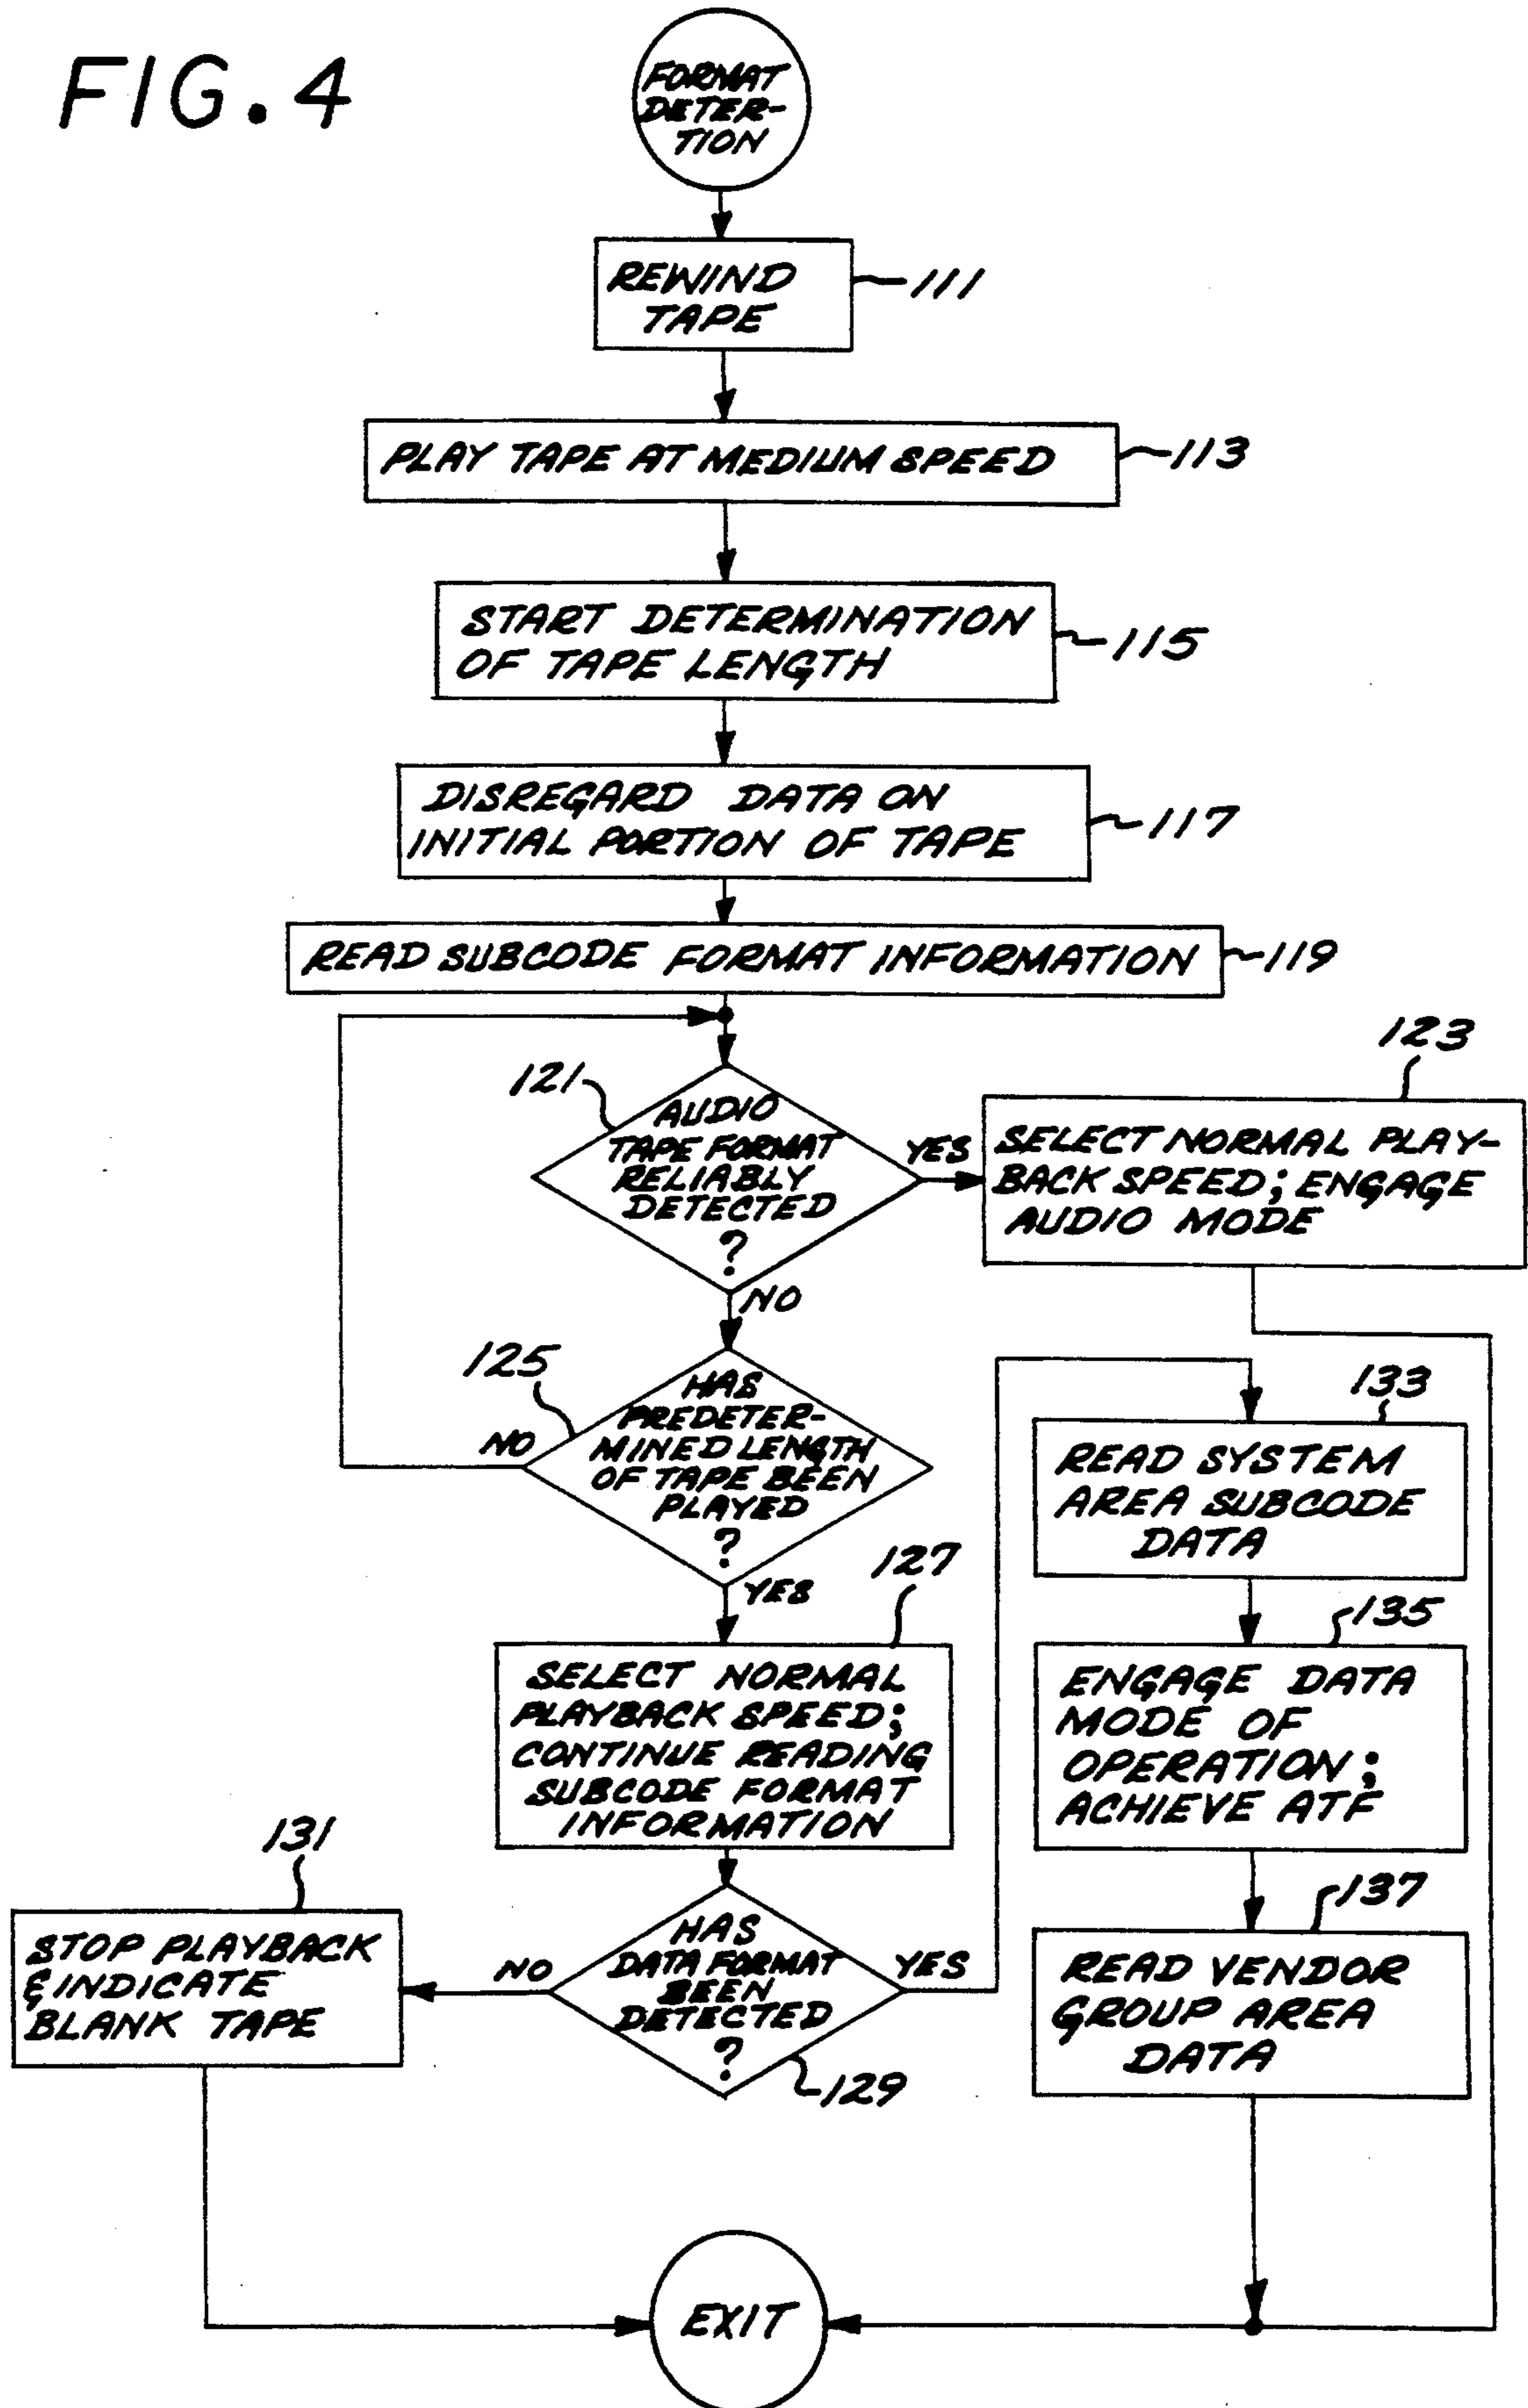 FIG. 4
FORMAT
DETER-
TION
REWIND
TAPE
111
PLAY TAPE AT MEDIUM SPEED
113
START DETERMINATION
OF TAPE LENGTH
115
DISREGARD DATA ON
INITIAL PORTION OF TAPE
117
READ SUBCODE FORMAT INFORMATION
119
121
AUDIO
TAPE FORMAT
RELIABLY
DETECTED
?
YES
NO
123
SELECT NORMAL PLAY-
BACK SPEED; ENGAGE
AUDIO MODE
125
HAS
PREDETER-
MINED LENGTH
OF TAPE BEEN
PLAYED
?
NO
YES
127
SELECT NORMAL
PLAYBACK SPEED;
CONTINUE READING
SUBCODE FORMAT
INFORMATION
HAS
DATA FORMAT
BEEN
DETECTED
?
129
NO
YES
131
STOP PLAYBACK
& INDICATE
BLANK TAPE
133
READ SYSTEM
AREA SUBCODE
DATA
135
ENGAGE DATA
MODE OF
OPERATION;
ACHIEVE ATF
137
READ VENDOR
GROUP AREA
DATA
EXIT